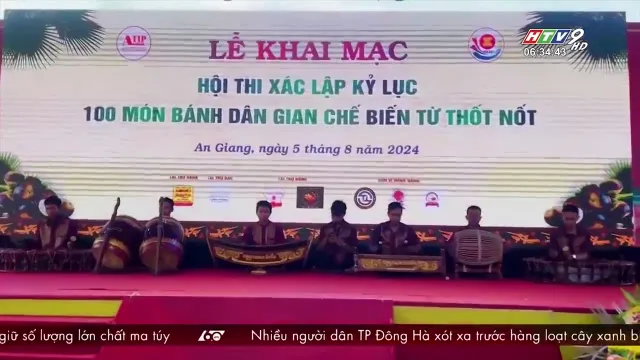 ATIP
LỄ KHAI MẠC
HTV9 HD
06:34:43
HỘI THI XÁC LẬP KỶ LỤC
100 MÓN BÁNH DÂN GIAN CHẾ BIẾN TỪ THỐT NỐT
An Giang, ngày 5 tháng 8 năm 2024
giữ số lượng lớn chất ma túy
60
Nhiều người dân TP Đông Hà xót xa trước hàng loạt cây xanh b